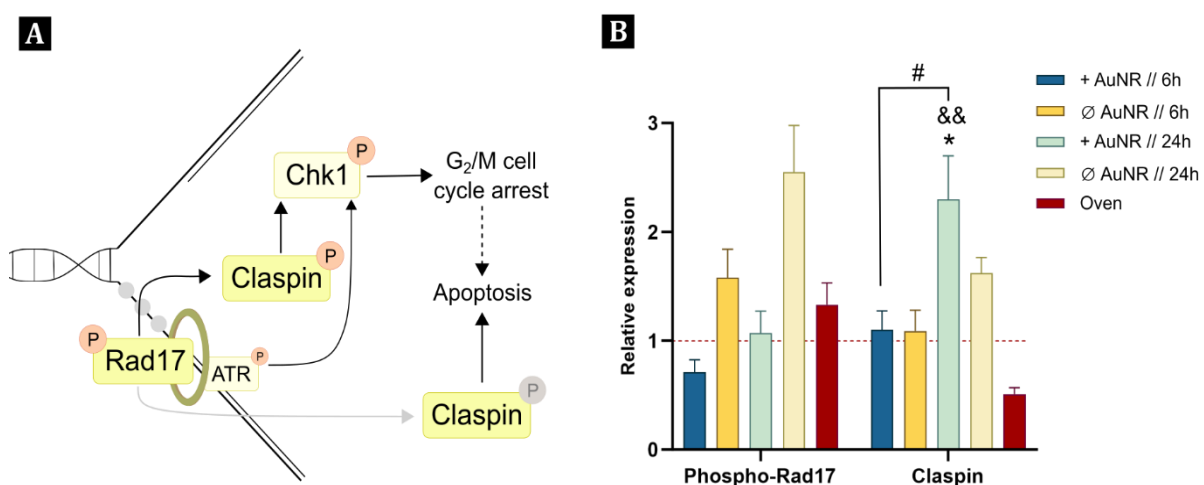 A
P
Chk1
G₂/M cell
cycle arrest
P
Claspin
Apoptosis
P
Rad17
P
ATR
P
Claspin
B
Relative expression
3
2
1
0
#
&&
*
Phospho-Rad17
Claspin
+ AuNR // 6h
Ø AuNR // 6h
+ AuNR // 24h
Ø AuNR // 24h
Oven